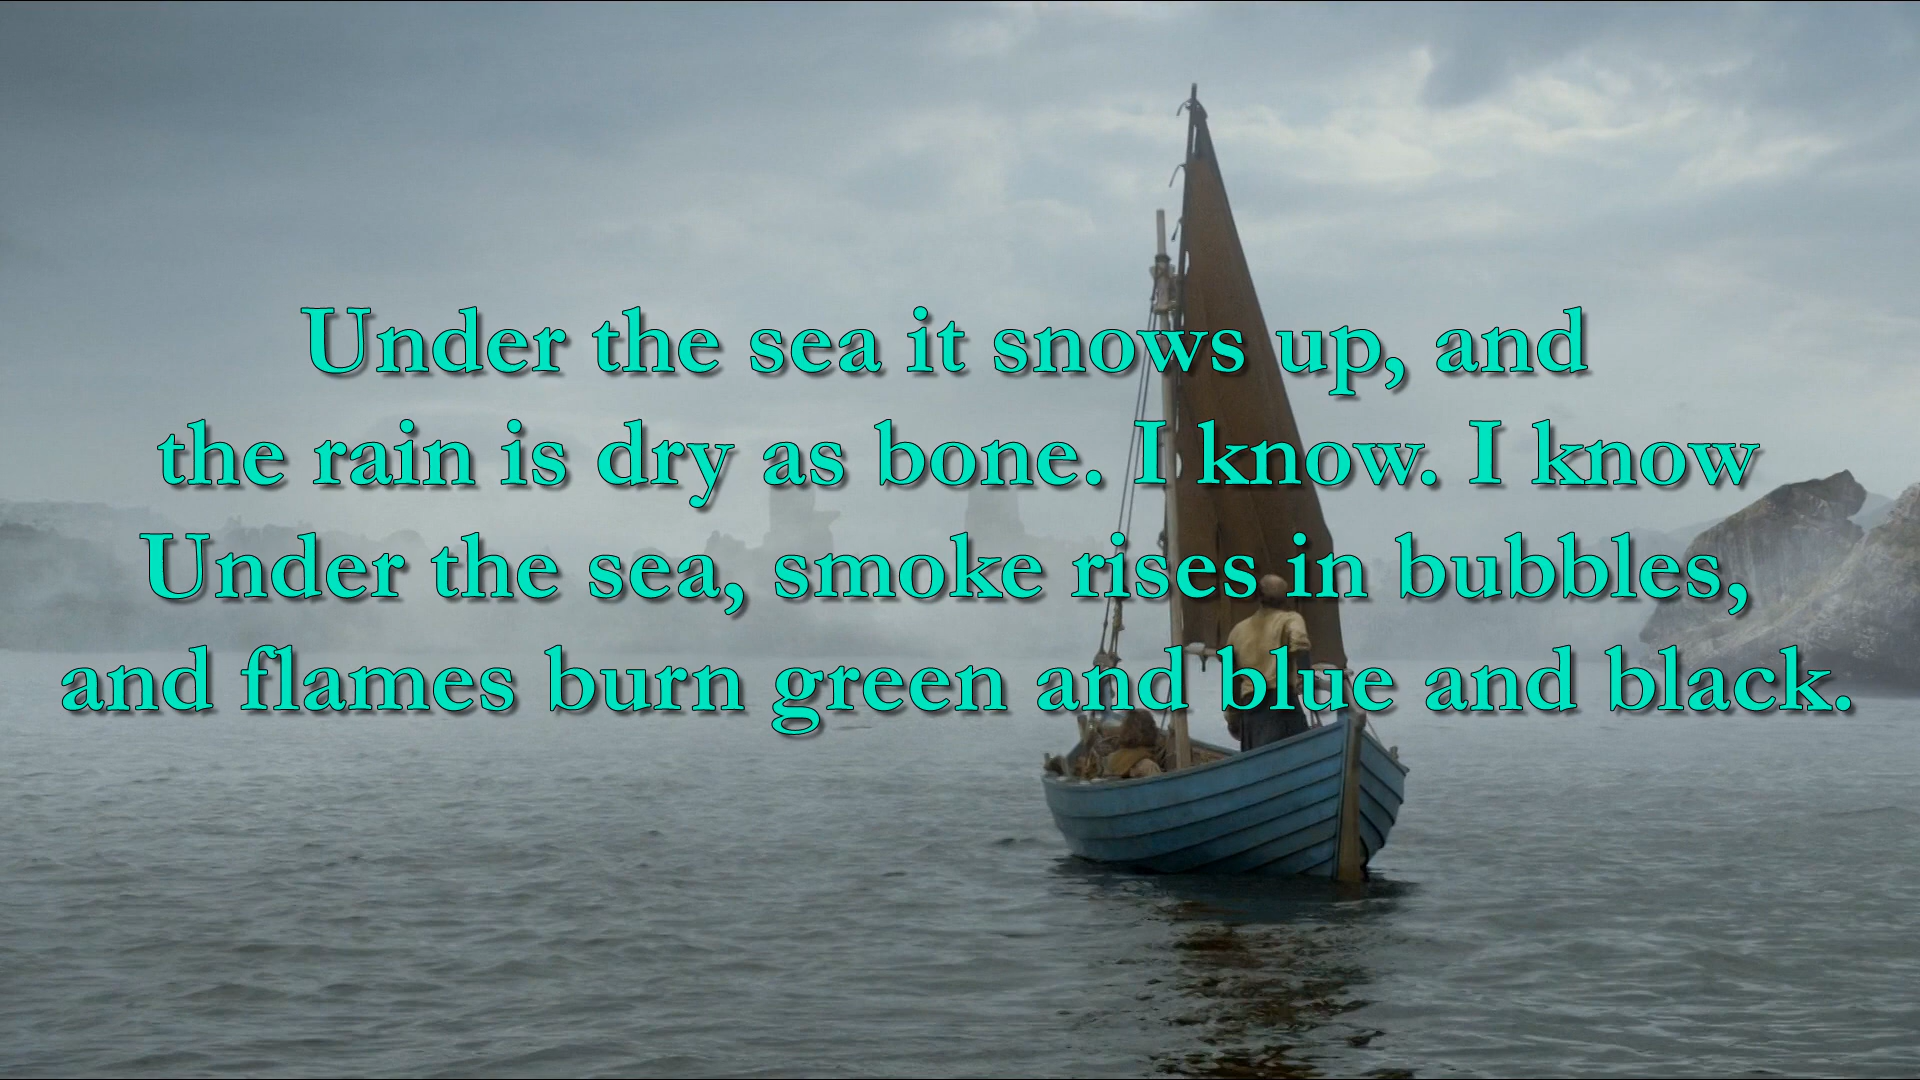 Under the sea it snows up, and
the rain is dry as bone. I know. I know
Under the sea, smoke rises in bubbles,
and flames burn green and blue and black.